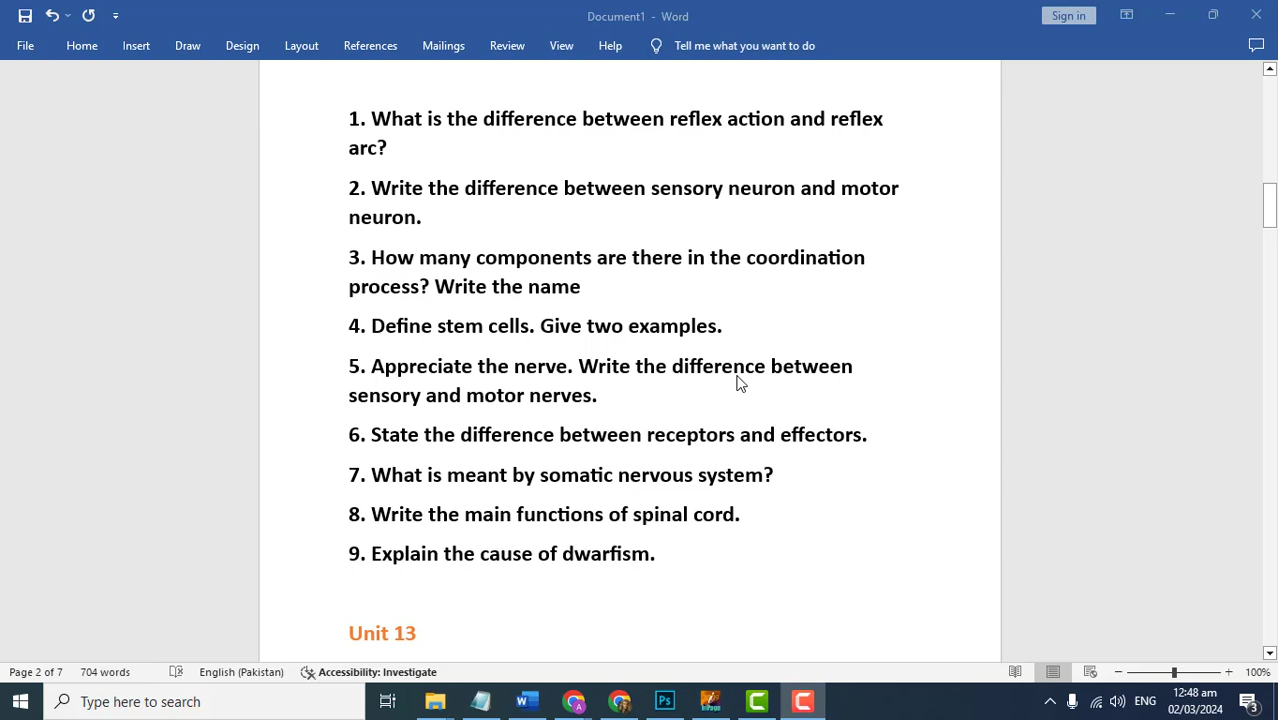 Document1 - Word
Sign in
File Home Insert Draw Design Layout References Mailings Review View Help Tell me what you want to do
1. What is the difference between reflex action and reflex
arc?
2. Write the difference between sensory neuron and motor
neuron.
3. How many components are there in the coordination
process? Write the name
4. Define stem cells. Give two examples.
5. Appreciate the nerve. Write the difference between
sensory and motor nerves.
6. State the difference between receptors and effectors.
7. What is meant by somatic nervous system?
8. Write the main functions of spinal cord.
9. Explain the cause of dwarfism.
Unit 13
Page 2 of 7 704 words English (Pakistan) Accessibility: Investigate 100%
Type here to search
ENG
12:48 am
02/03/2024
3